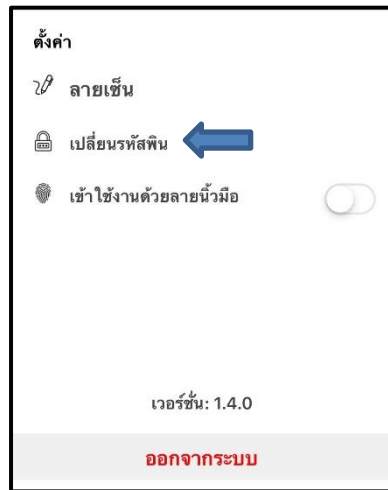 ตั้งค่า
ลายเซ็น
เปลี่ยนรหัสพิน
เข้าใช้งานด้วยลายนิ้วมือ
เวอร์ชั่น: 1.4.0
ออกจากระบบ